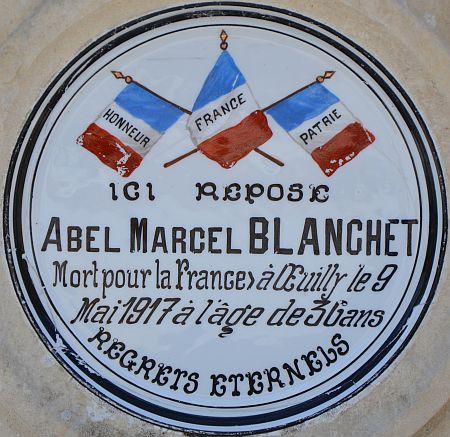 HONNEUR
FRANCE
PATRIE
ICI REPOSE
ABEL MARCEL BLANCHET
Mort pour la France, à Œuilly le 9
Mai 1917 à l'âge de 36 ans
REGRETS ETERNELS